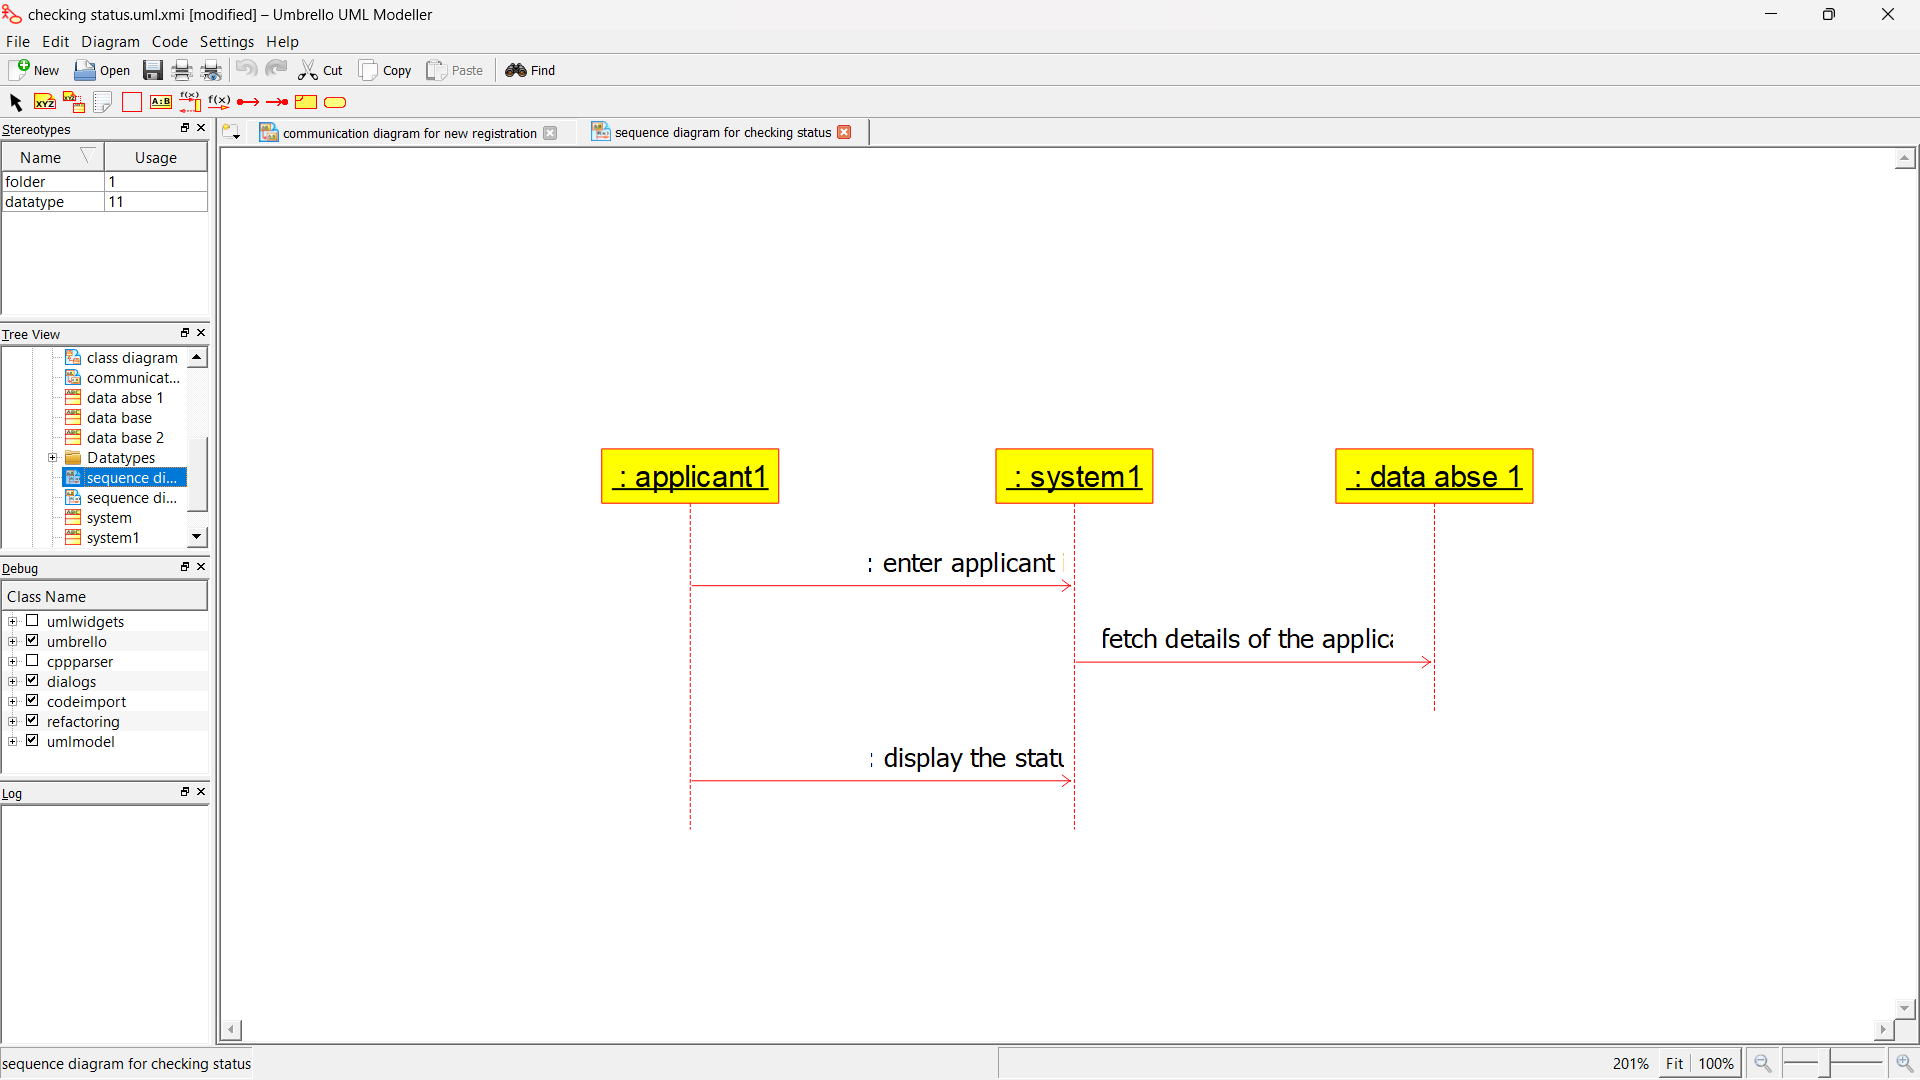 checking status.uml.xmi [modified] – Umbrello UML Modeller
File Edit Diagram Code Settings Help
New Open Cut Copy Paste Find
XYZ XYZ A:B f(x) f(x)
Stereotypes
communication diagram for new registration
sequence diagram for checking status
Name Usage
folder 1
datatype 11
Tree View
class diagram
communicat...
data abse 1
data base
data base 2
Datatypes
sequence di...
sequence di...
system
system1
: applicant1
: system1
: data abse 1
: enter applicant
fetch details of the applica
: display the statu
Debug
Class Name
umlwidgets
umbrello
cppparser
dialogs
codeimport
refactoring
umlmodel
Log
sequence diagram for checking status
201% Fit 100%